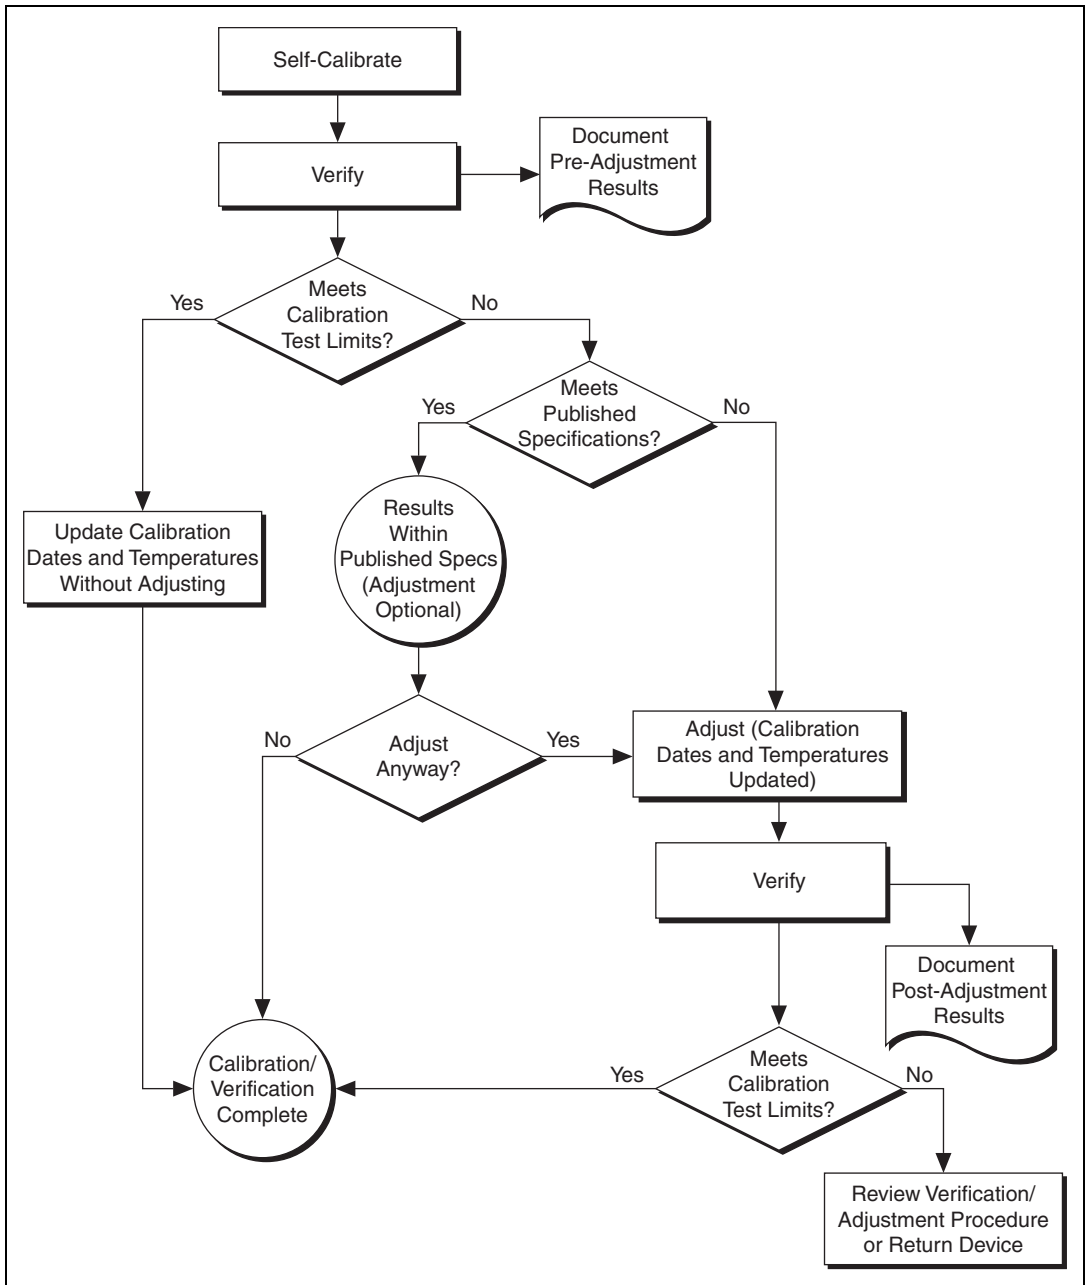 Self-Calibrate
Verify
Document
Pre-Adjustment
Results
Meets
Calibration
Test Limits?
Yes
No
Meets
Published
Specifications?
Yes
No
Update Calibration
Dates and Temperatures
Without Adjusting
Results
Within
Published Specs
(Adjustment
Optional)
Adjust
Anyway?
No
Yes
Adjust (Calibration
Dates and Temperatures
Updated)
Verify
Document
Post-Adjustment
Results
Meets
Calibration
Test Limits?
Yes
No
Calibration/
Verification
Complete
Review Verification/
Adjustment Procedure
or Return Device